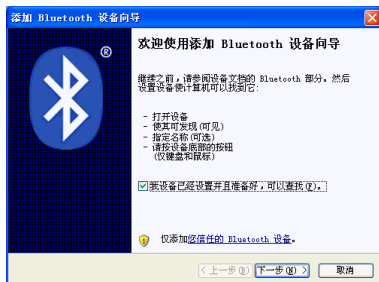 添加 Bluetooth 设备向导
®
欢迎使用添加 Bluetooth 设备向导
继续之前，请参阅设备文档的 Bluetooth 部分。然后
设置设备使计算机可以找到它:
- 打开设备
- 使其可发现(可见)
- 指定名称(可选)
- 请按设备底部的按钮
(仅键盘和鼠标)
我设备已经设置并且准备好，可以查找(F)。
仅添加您信任的 Bluetooth 设备。
< 上一步(B)
下一步(N) >
取消